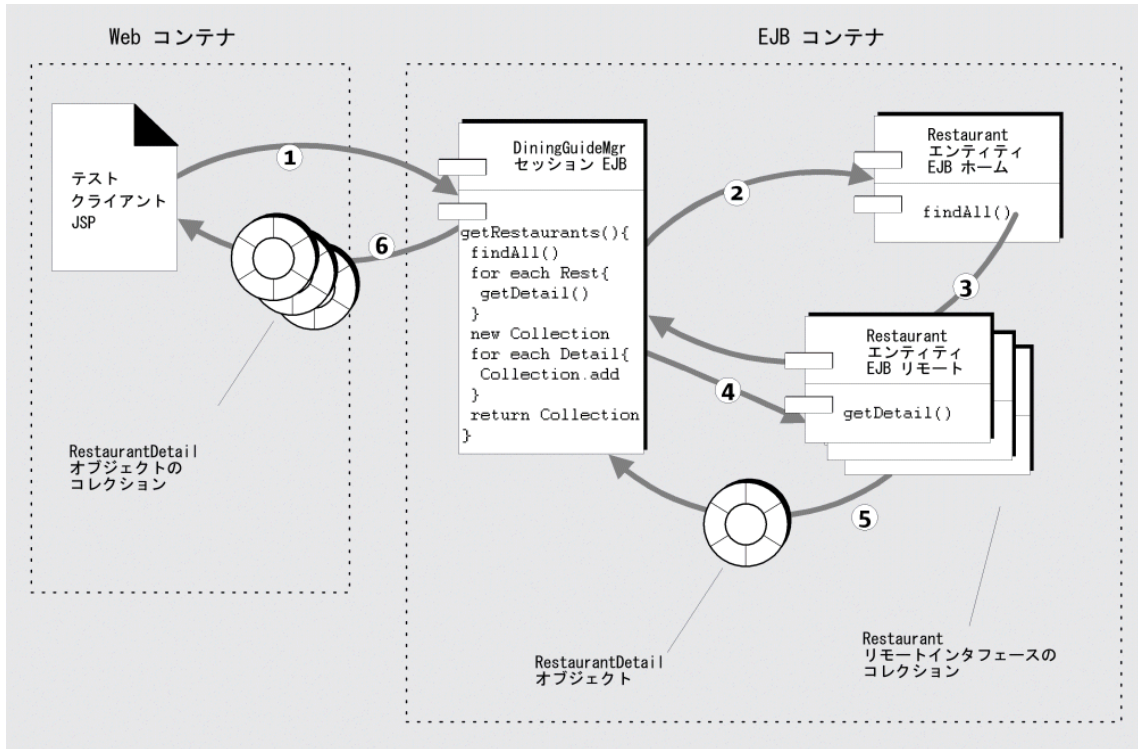 Web コンテナ
EJB コンテナ
テスト
クライアント
JSP
①
⑥
RestaurantDetail
オブジェクトの
コレクション
DiningGuideMgr
セッション EJB
getRestaurants(){
findAll()
for each Rest{
getDetail()
}
new Collection
for each Detail{
Collection.add
}
return Collection
}
②
Restaurant
エンティティ
EJB ホーム
findAll()
③
Restaurant
エンティティ
EJB リモート
getDetail()
④
⑤
RestaurantDetail
オブジェクト
Restaurant
リモートインタフェースの
コレクション